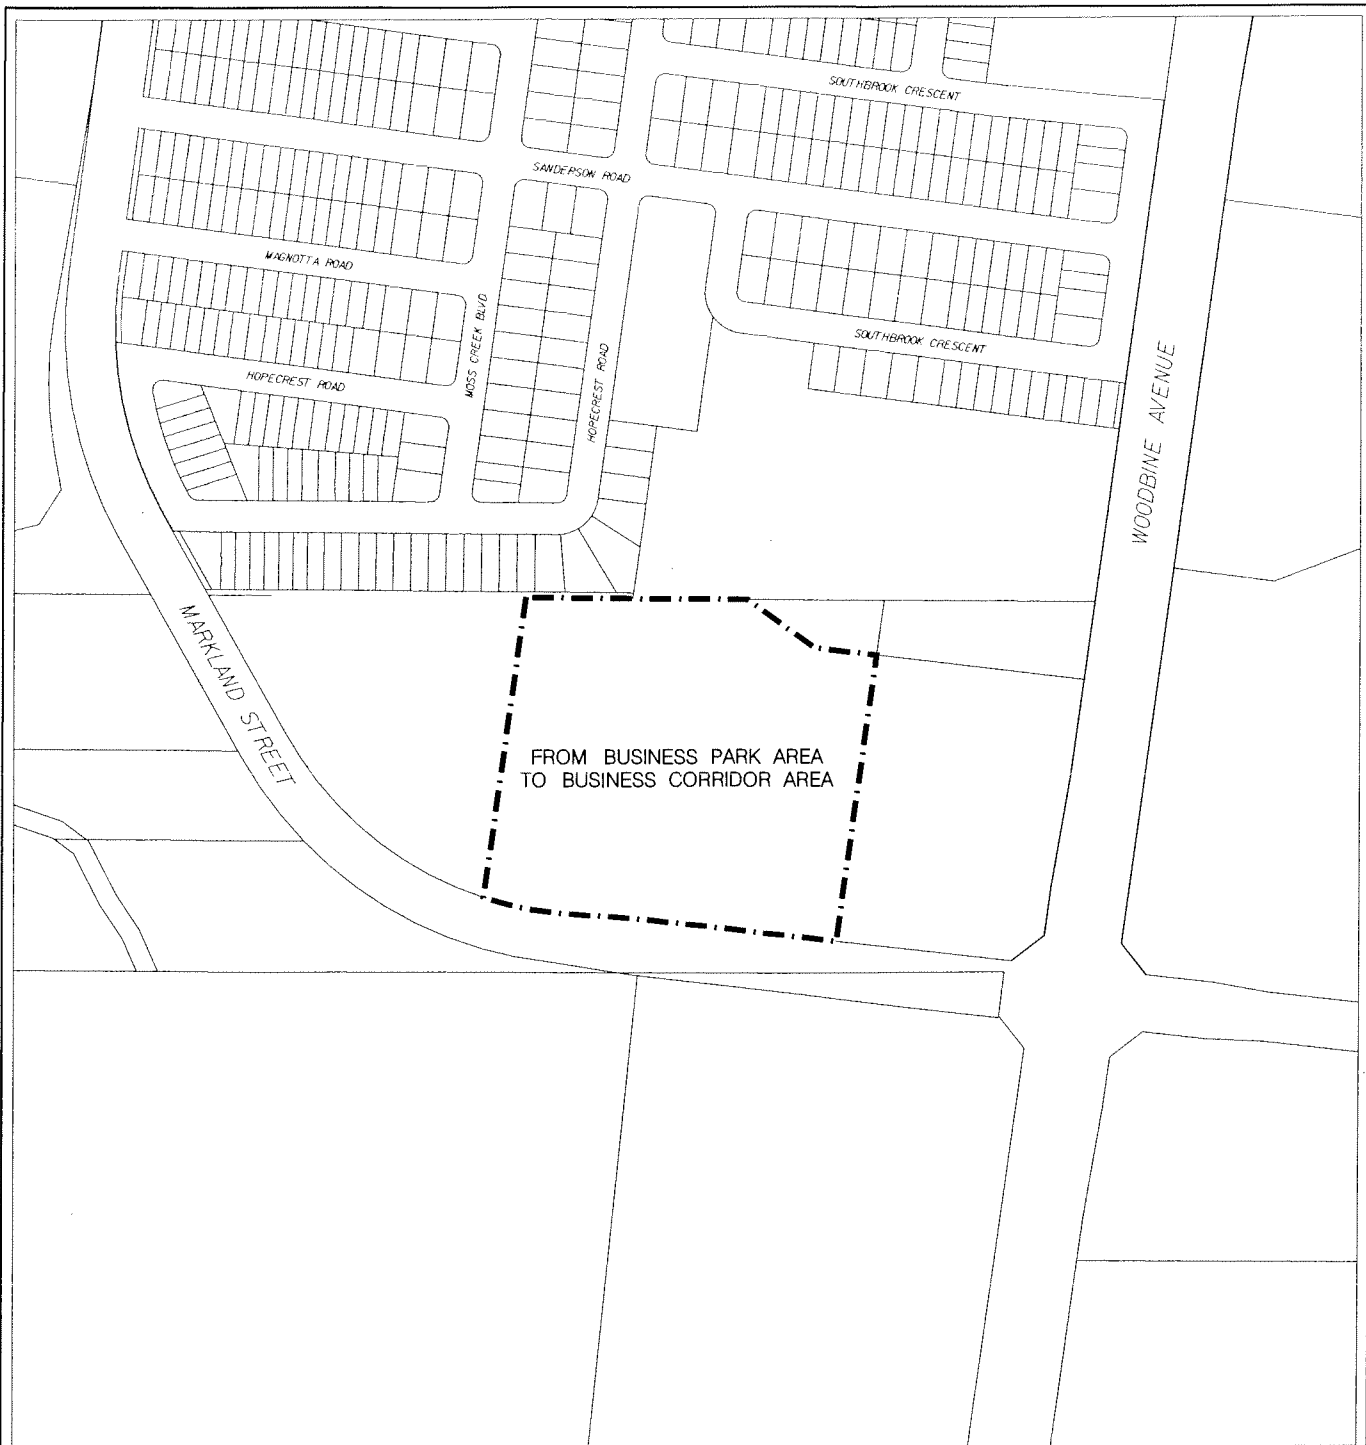 SOUTHBROOK CRESCENT
SANDERSON ROAD
MAGNOTTA ROAD
MOSS CREEK BLVD.
HOPECREST ROAD
SOUTHBROOK CRESCENT
HOPECREST ROAD
WOODBINE AVENUE
MARKLAND STREET
FROM BUSINESS PARK AREA
TO BUSINESS CORRIDOR AREA